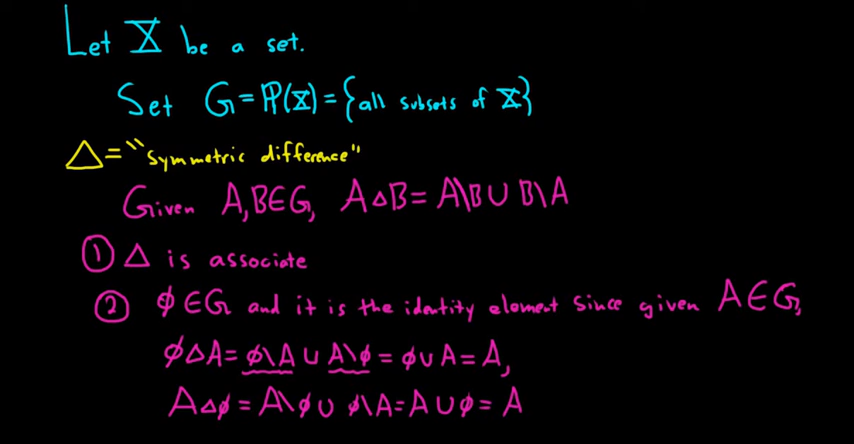 Let X be a set.
Set G = ℙ(X) = {all subsets of X}
△ = "Symmetric difference"
Given A, B ∈ G, A △ B = A\B ∪ B\A
① △ is associate
② ϕ ∈ G and it is the identity element since given A ∈ G,
ϕ △ A = ϕ\A ∪ A\ϕ = ϕ ∪ A = A,
A △ ϕ = A\ϕ ∪ ϕ\A = A ∪ ϕ = A